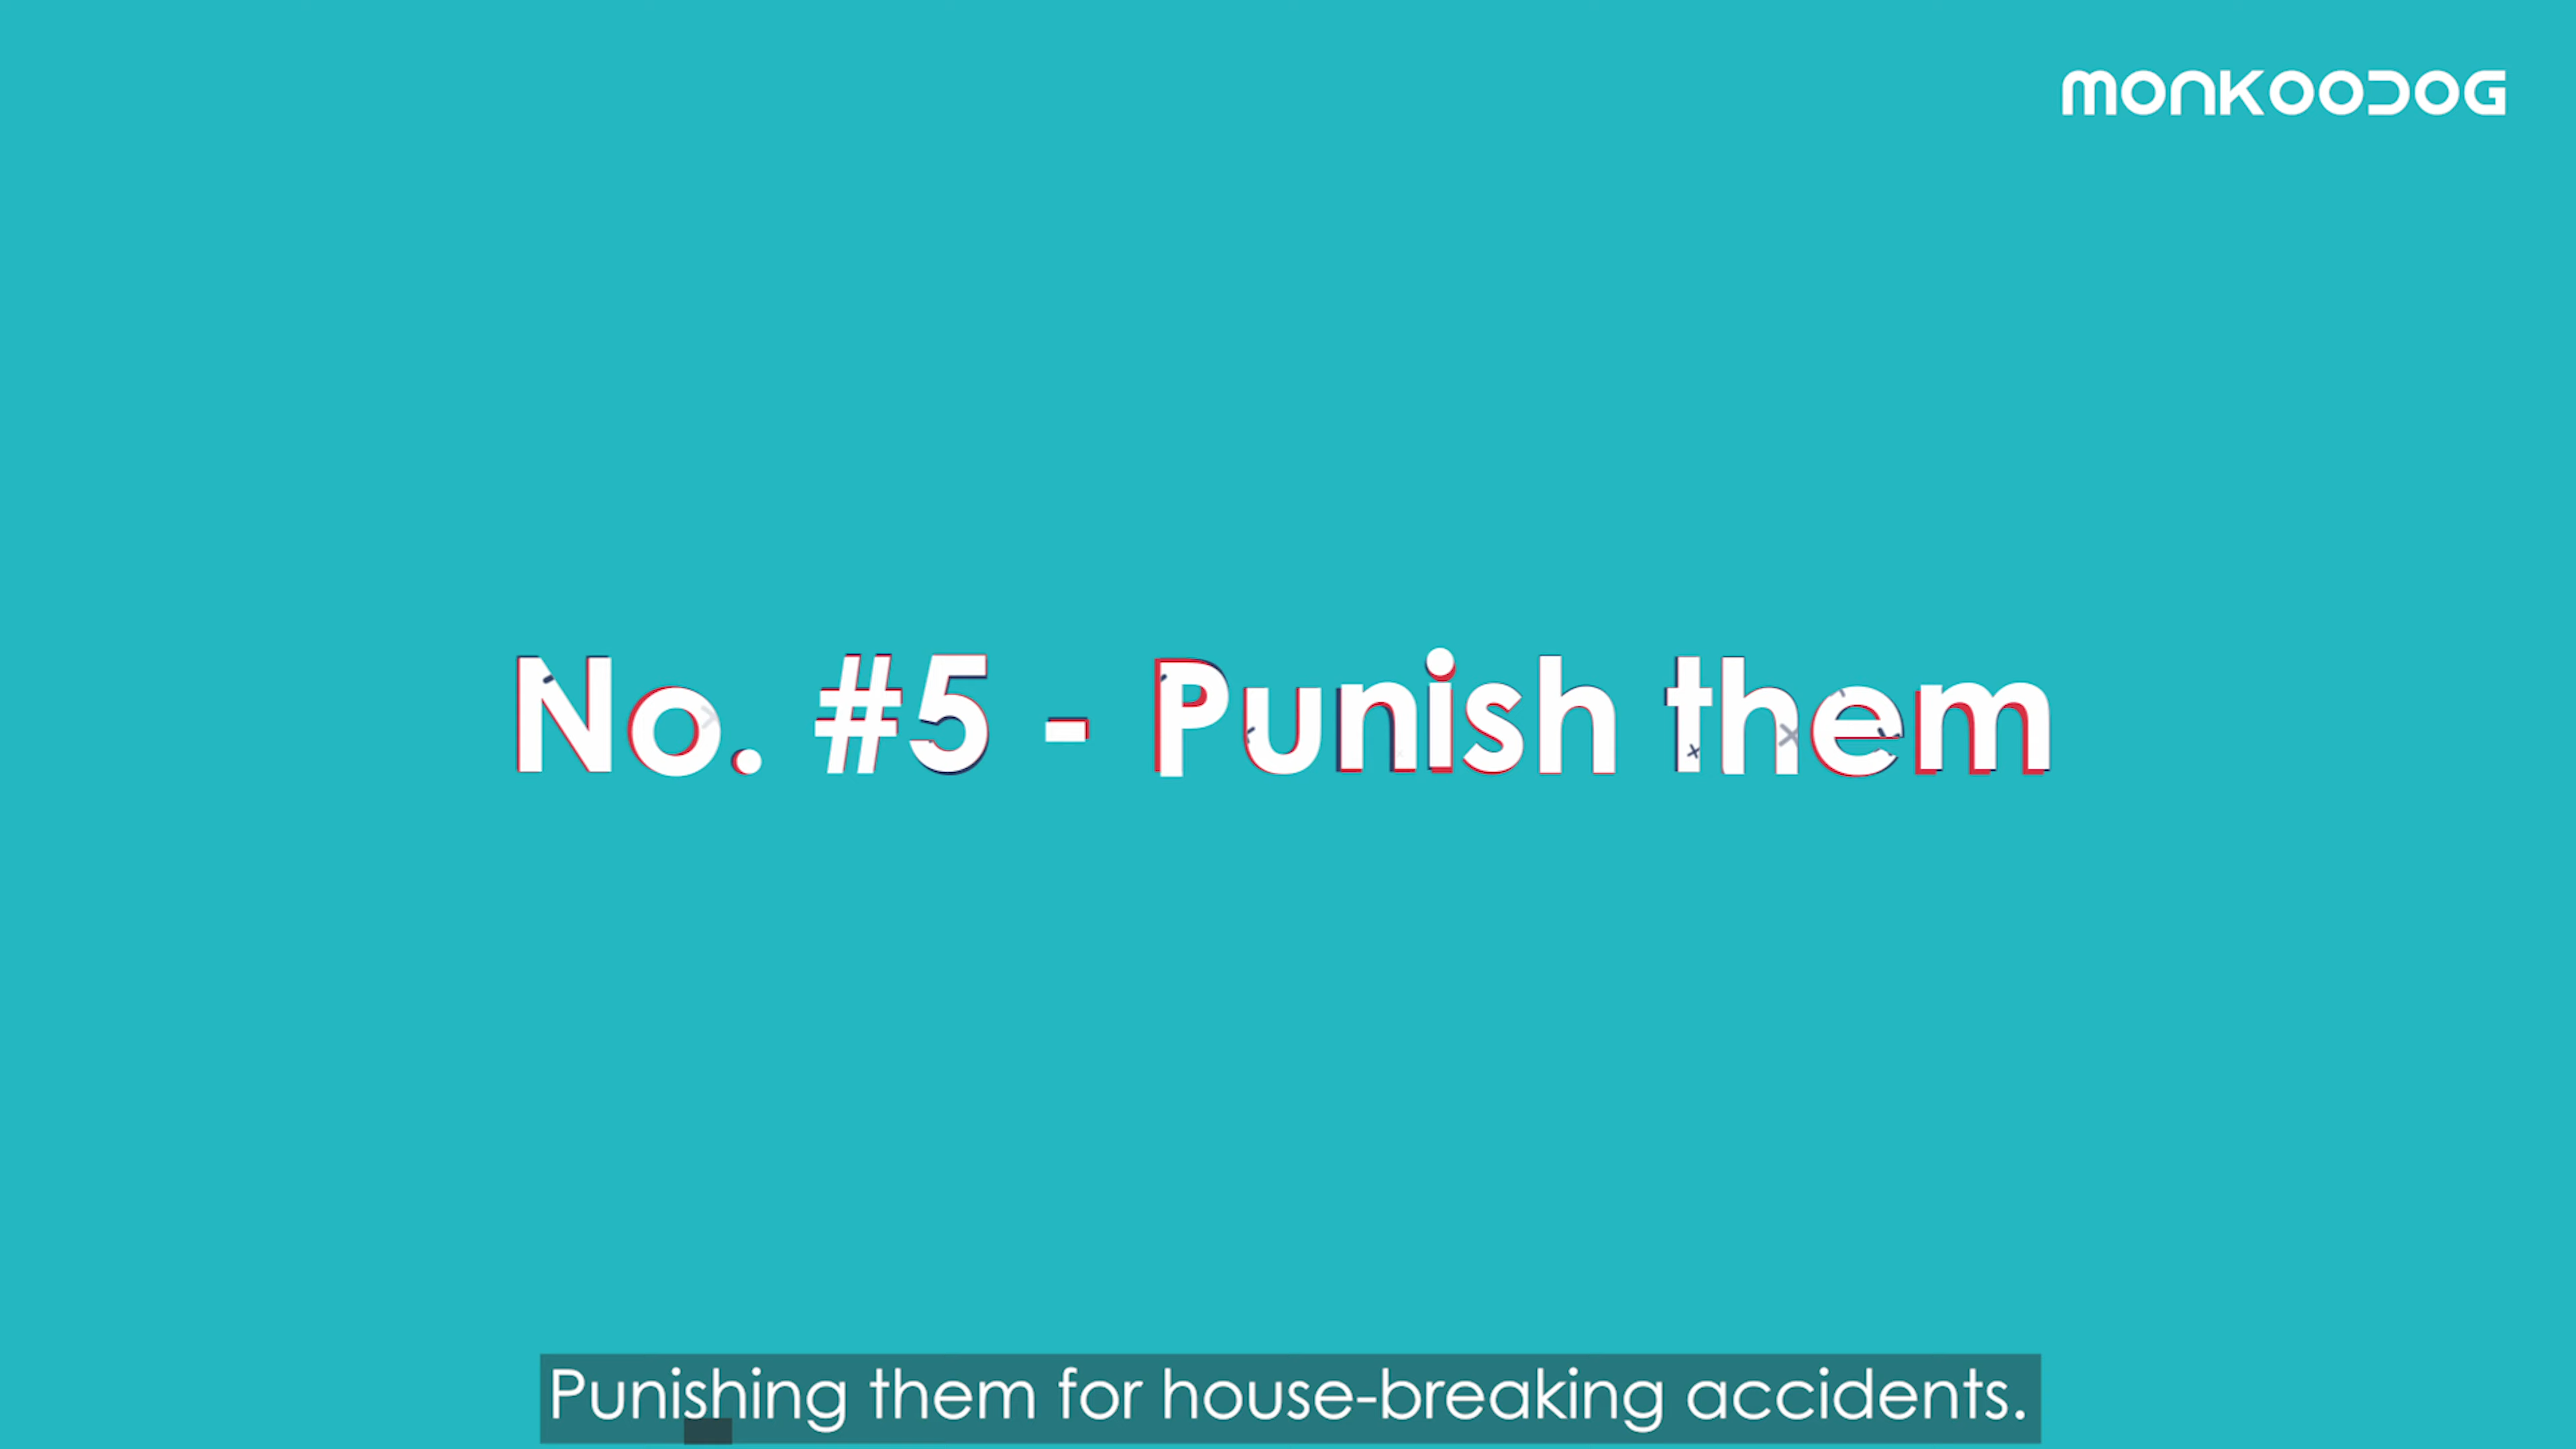 MONKOODOG
No. #5 - Punish them
Punishing them for house-breaking accidents.